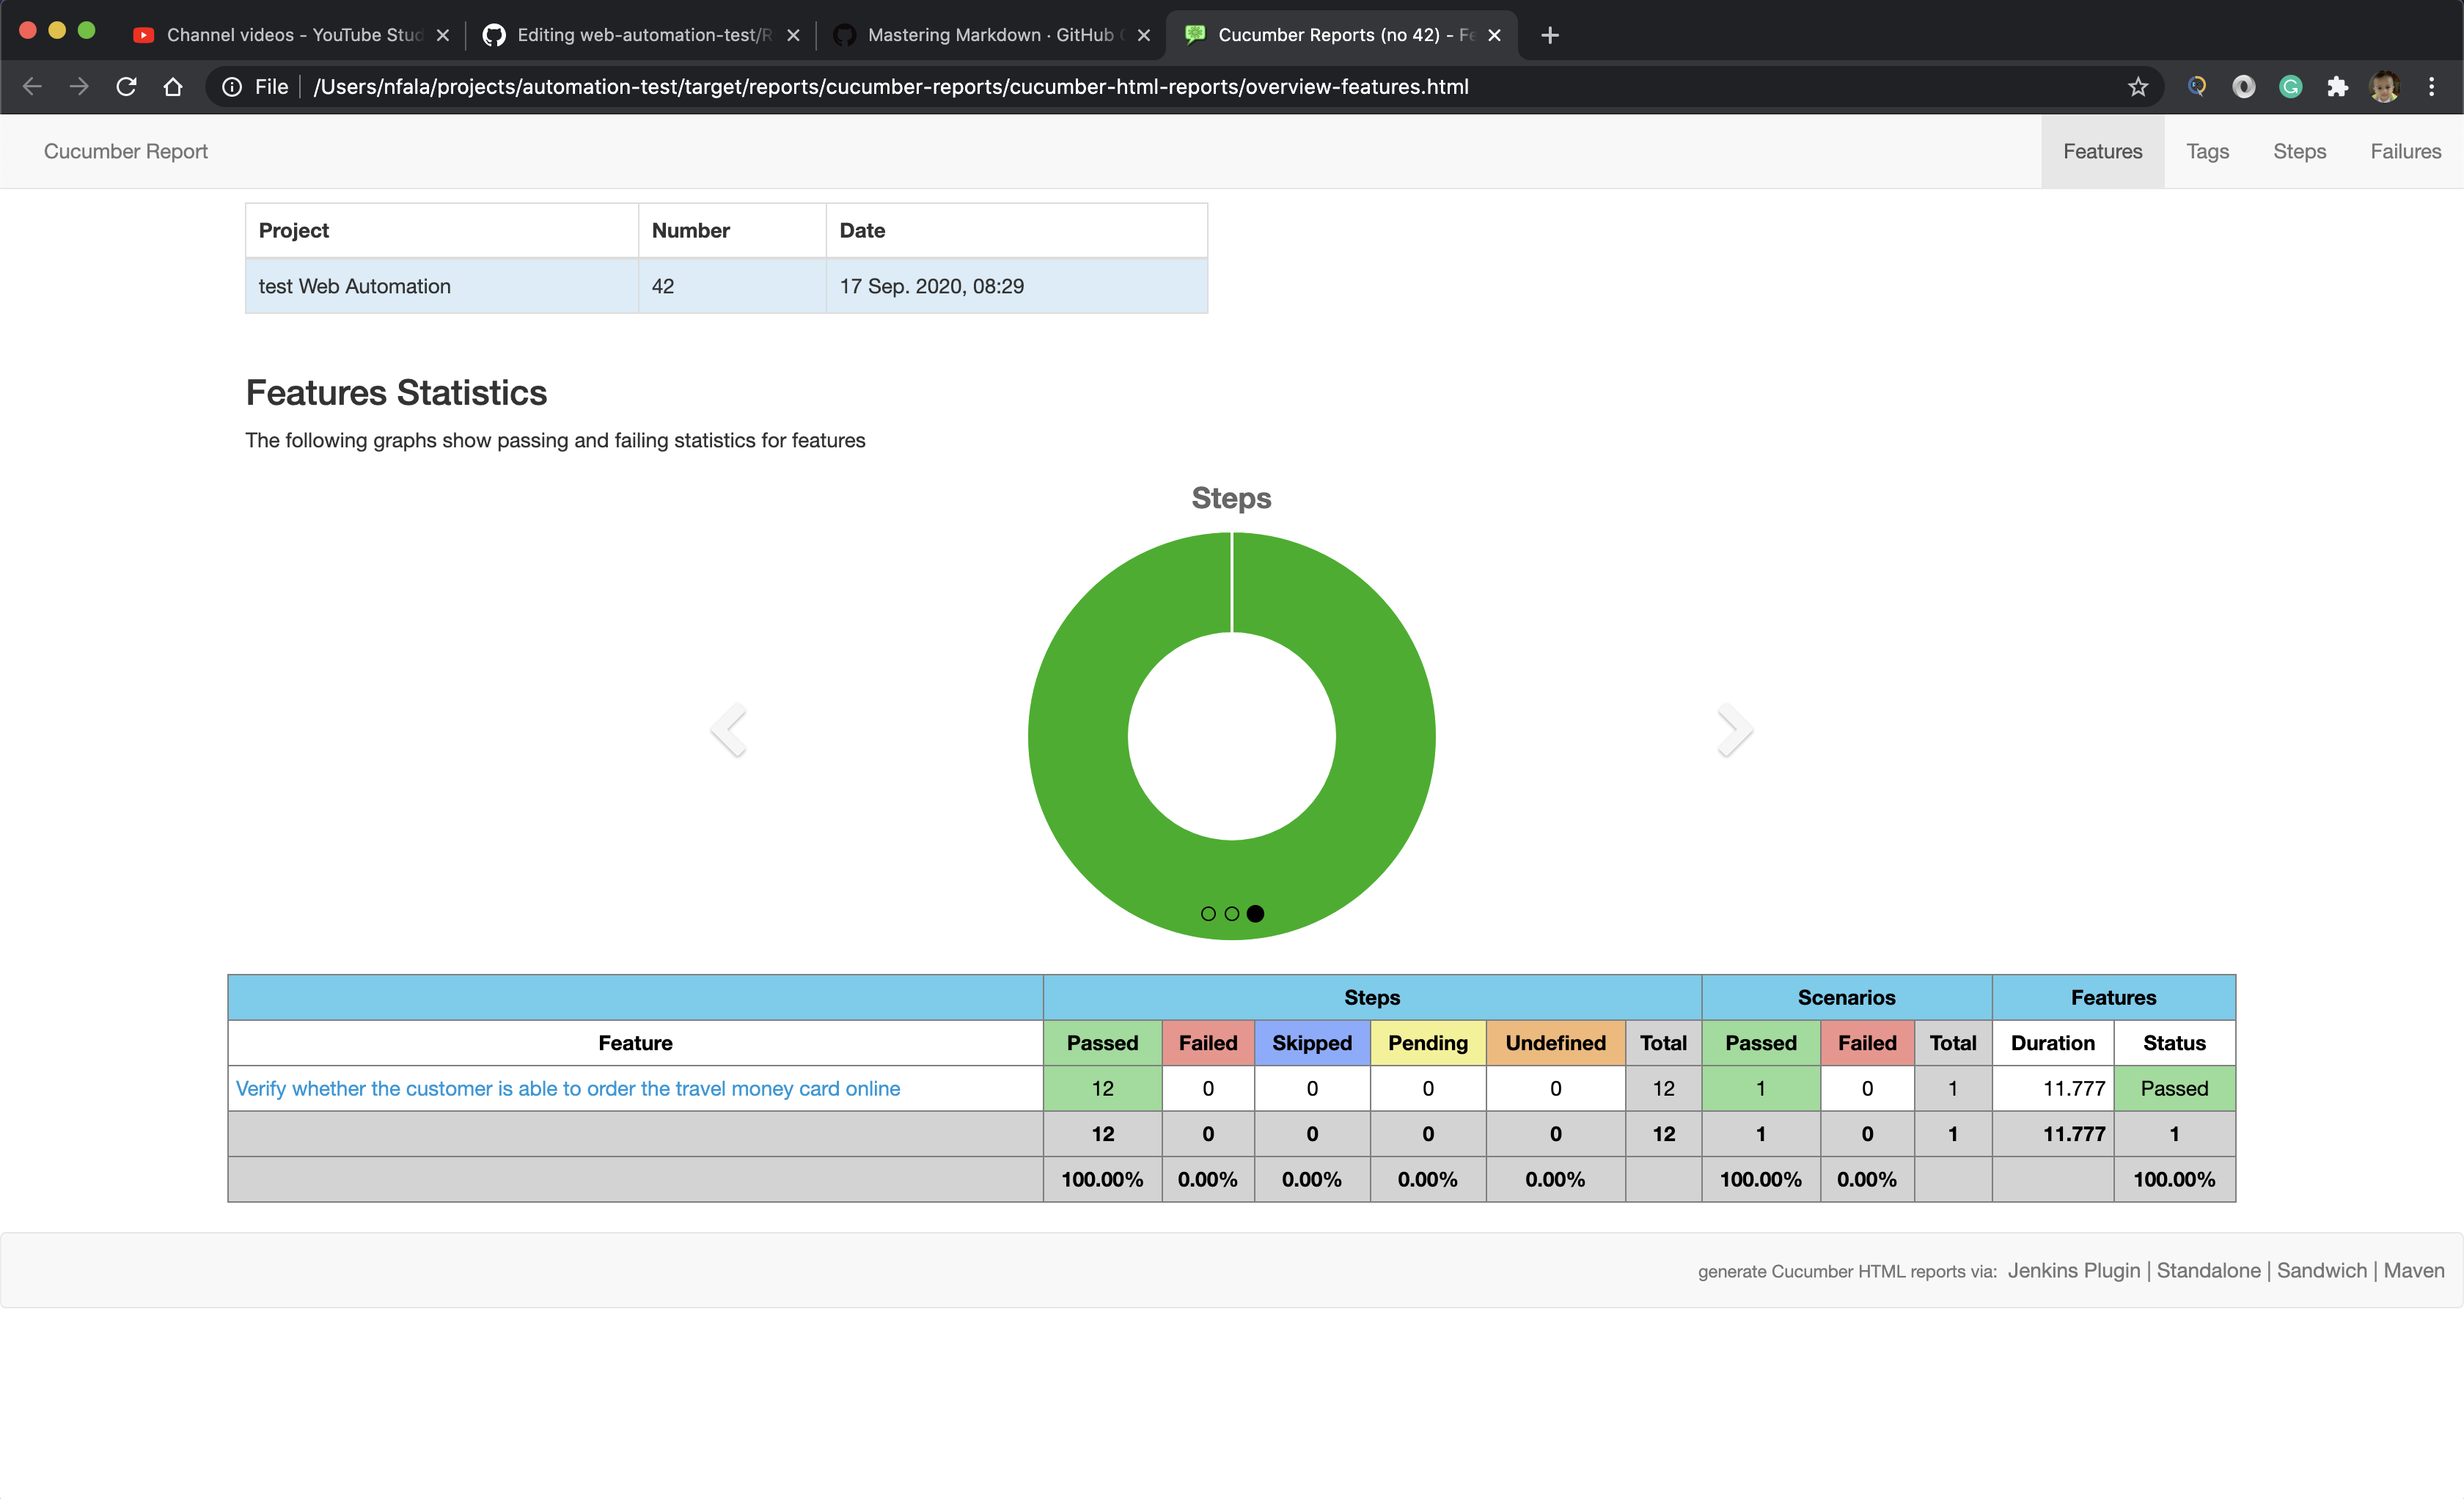 Channel videos - YouTube Stud
Editing web-automation-test/R
Mastering Markdown · GitHub
Cucumber Reports (no 42) - Fe
File /Users/nfala/projects/automation-test/target/reports/cucumber-reports/cucumber-html-reports/overview-features.html
Cucumber Report Features Tags Steps Failures
Project Number Date
test Web Automation 42 17 Sep. 2020, 08:29
Features Statistics
The following graphs show passing and failing statistics for features
Steps
Steps Scenarios Features
Feature Passed Failed Skipped Pending Undefined Total Passed Failed Total Duration Status
Verify whether the customer is able to order the travel money card online 12 0 0 0 0 12 1 0 1 11.777 Passed
12 0 0 0 0 12 1 0 1 11.777 1
100.00% 0.00% 0.00% 0.00% 0.00% 100.00% 0.00% 100.00%
generate Cucumber HTML reports via: Jenkins Plugin | Standalone | Sandwich | Maven